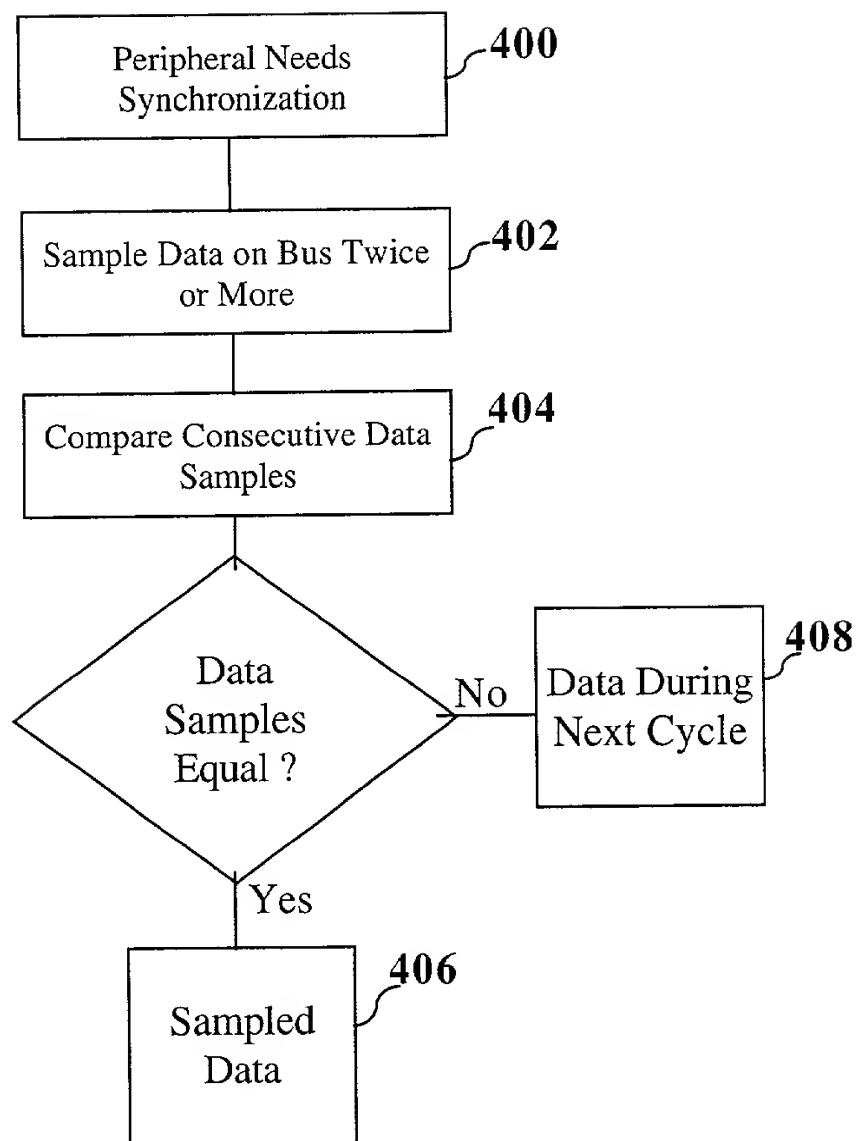 Peripheral Needs
Synchronization
400
Sample Data on Bus Twice
or More
402
Compare Consecutive Data
Samples
404
Data
Samples
Equal ?
No
Data During
Next Cycle
408
Yes
Sampled
Data
406